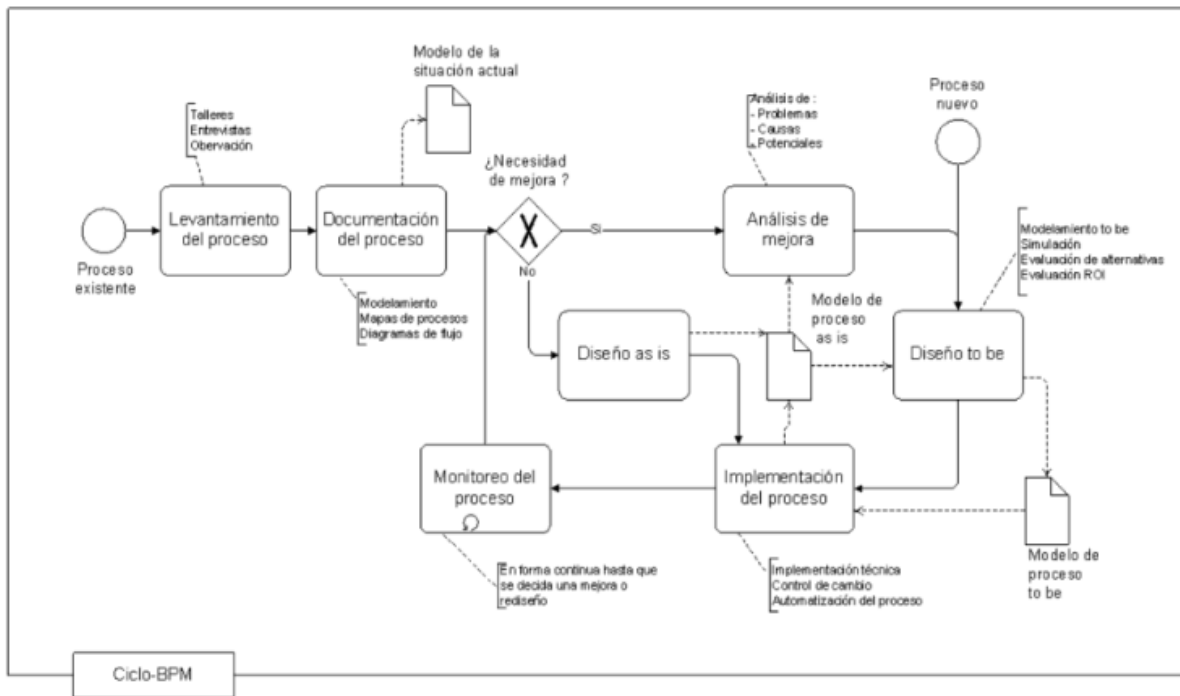 Modelo de la
situación actual
Talleres
Entrevistas
Obervación
Análisis de :
- Problemas
- Causas
- Potenciales
Proceso
nuevo
¿Necesidad
de mejora ?
Levantamiento
del proceso
Documentación
del proceso
X
Si
Análisis de
mejora
Modelamiento to be
Simulación
Evaluación de alternativas
Evaluación ROI
Proceso
existente
No
Modelamiento
Mapas de procesos
Diagramas de flujo
Modelo de
proceso
as is
Diseño as is
Diseño to be
Monitoreo del
proceso
Implementación
del proceso
En forma continua hasta que
se decida una mejora o
rediseño
Implementación técnica
Control de cambio
Automatización del proceso
Modelo de
proceso
to be
Ciclo-BPM